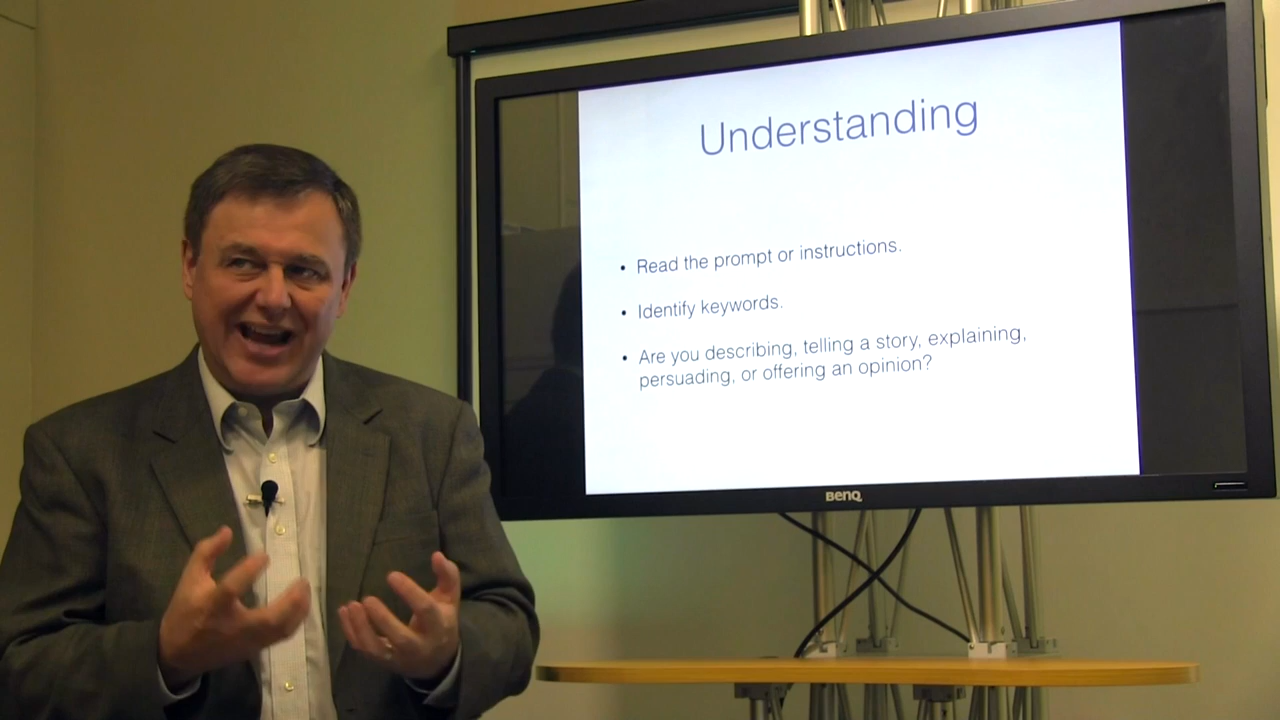 Understanding
• Read the prompt or instructions.
• Identify keywords.
• Are you describing, telling a story, explaining,
persuading, or offering an opinion?
BenQ